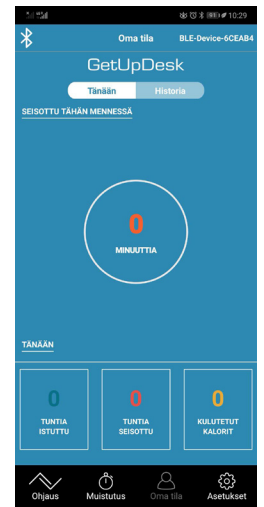 10:29
Oma tila BLE-Device-6CEAB4
GetUpDesk
Tänään Historia
SEISOTTU TÄHÄN MENNESSÄ
0
MINUUTTIA
TÄNÄÄN
0 0 0
TUNTIA TUNTIA KULUTETUT
ISTUTTU SEISOTTU KALORIT
Ohjaus Muistutus Oma tila Asetukset